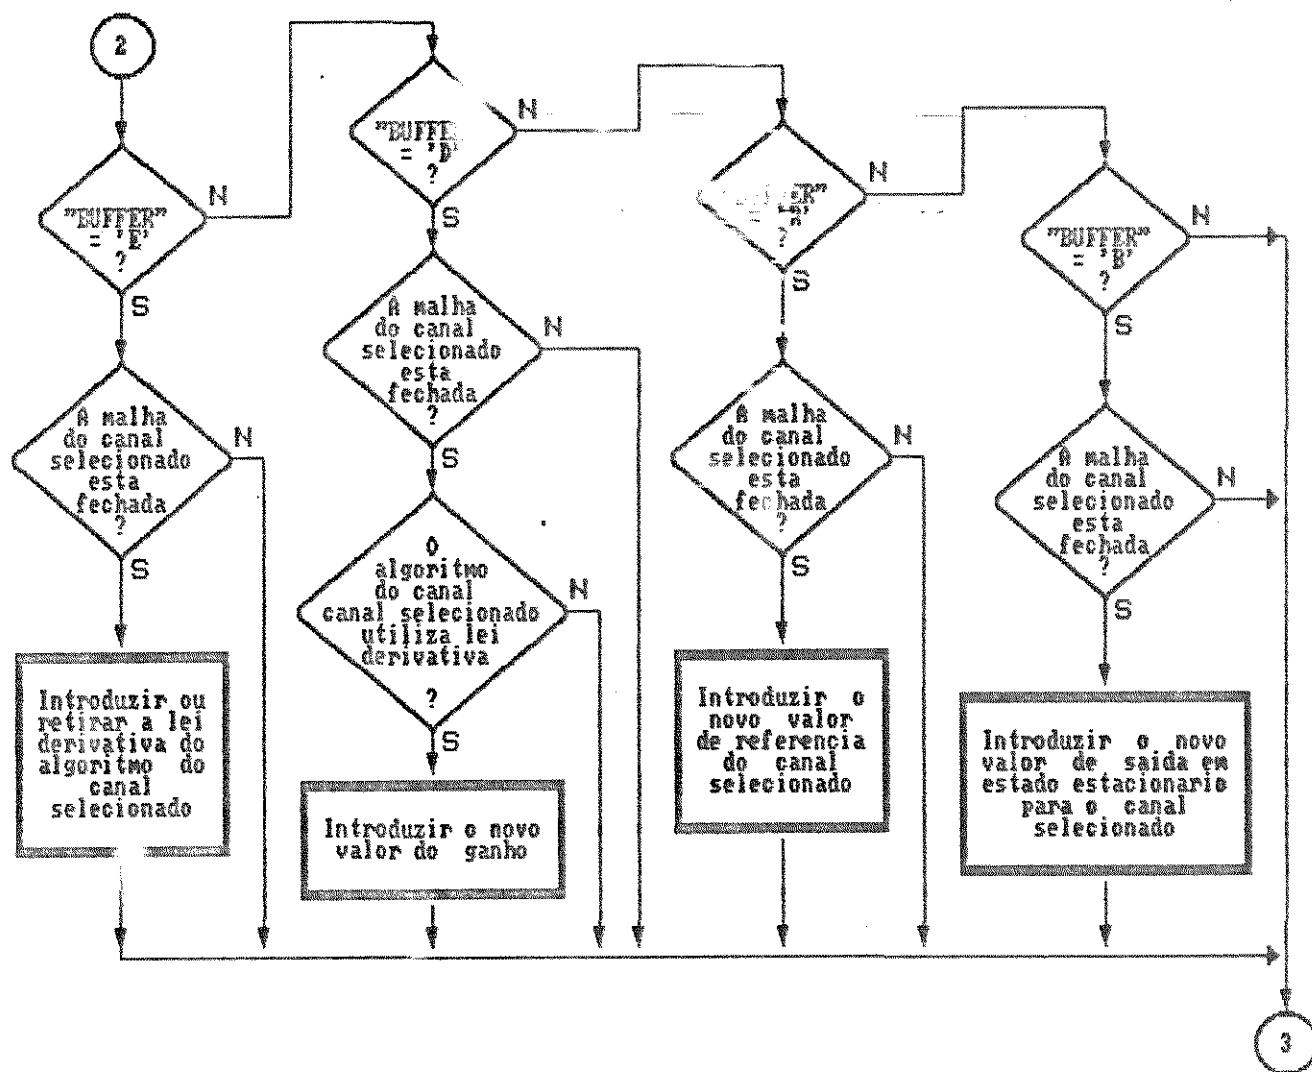 2
"BUFFER"
= 'E'
?
N
S
A malha
do canal
selecionado
esta
fechada
?
N
S
Introduzir ou
retirar a lei
derivativa do
algoritmo do
canal
selecionado
= 'D'
?
N
S
A malha
do canal
selecionado
esta
fechada
?
N
S
O
algoritmo
do canal
canal selecionado
utiliza lei
derivativa
?
N
S
Introduzir o novo
valor do ganho
?
N
S
A malha
do canal
selecionado
esta
fechada
?
N
S
Introduzir o
novo valor
de referencia
do canal
selecionado
"BUFFER"
= 'B'
?
N
S
A malha
do canal
selecionado
esta
fechada
?
N
S
Introduzir o novo
valor de saida em
estado estacionario
para o canal
selecionado
3